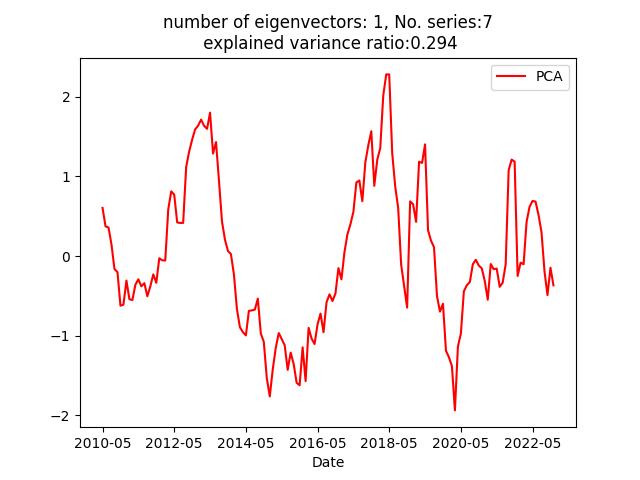 number of eigenvectors: 1, No. series:7
explained variance ratio:0.294
PCA
2
1
0
−1
−2
2010-05 2012-05 2014-05 2016-05 2018-05 2020-05 2022-05
Date